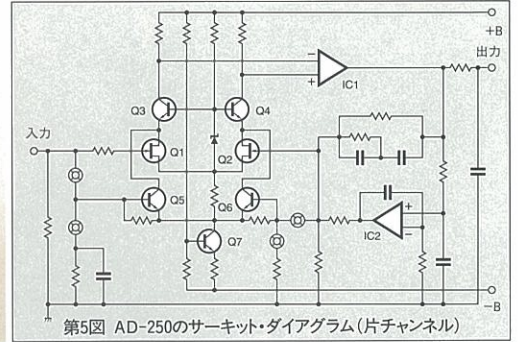 +B
出力
−
+
IC1
Q3
Q4
入力
Q1
Q2
Q5
Q6
+
−
IC2
Q7
−B
第5図 AD-250のサーキット・ダイアグラム(片チャンネル)